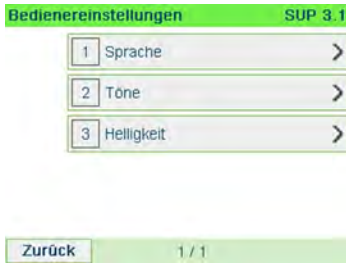 Bedienereinstellungen SUP 3.1
1 Sprache
2 Töne
3 Helligkeit
Zurück 1 / 1